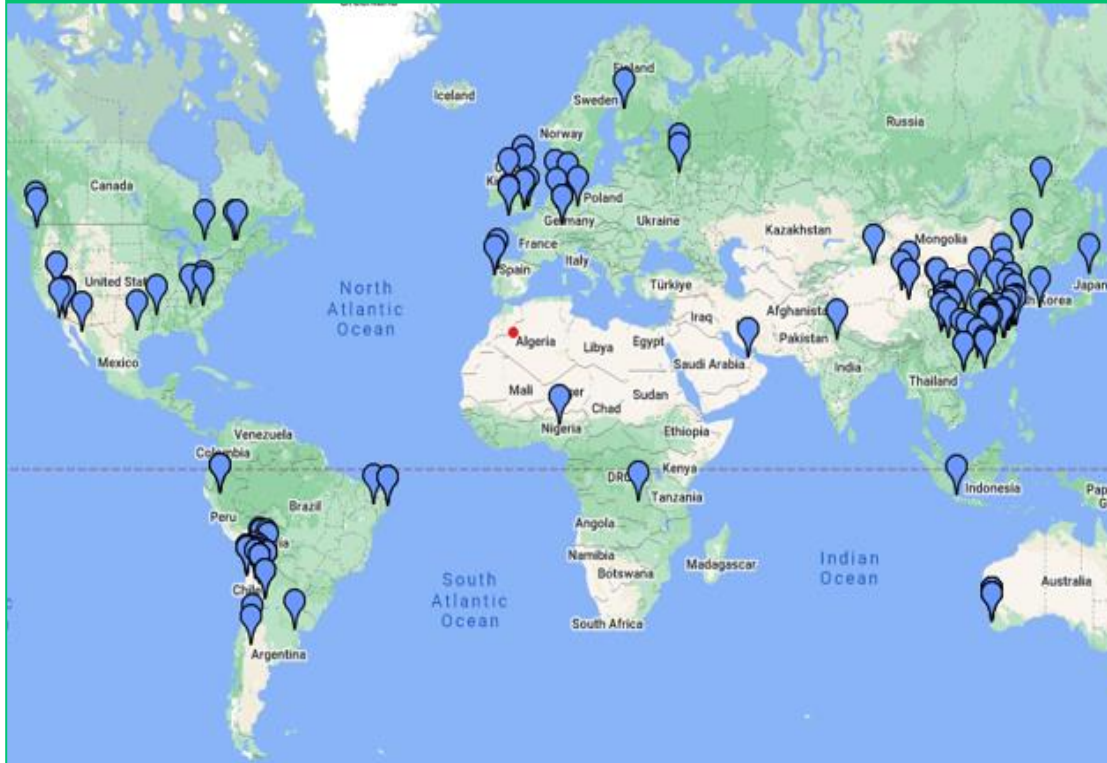 Iceland
Finland
Sweden
Norway
Russia
Canada
Poland
Germany
Ukraine
Kazakhstan
Mongolia
France
Italy
Spain
Türkiye
Japan
South Korea
United States
North
Atlantic
Ocean
Afghanistan
Iraq
Pakistan
Algeria
Libya
Egypt
Saudi Arabia
India
Mexico
Mali
Niger
Chad
Sudan
Thailand
Nigeria
Ethiopia
Venezuela
Colombia
Kenya
DRC
Tanzania
Indonesia
Brazil
Peru
Angola
Namibia
Botswana
Madagascar
Indian
Ocean
Australia
South
Atlantic
Ocean
Chile
South Africa
Argentina